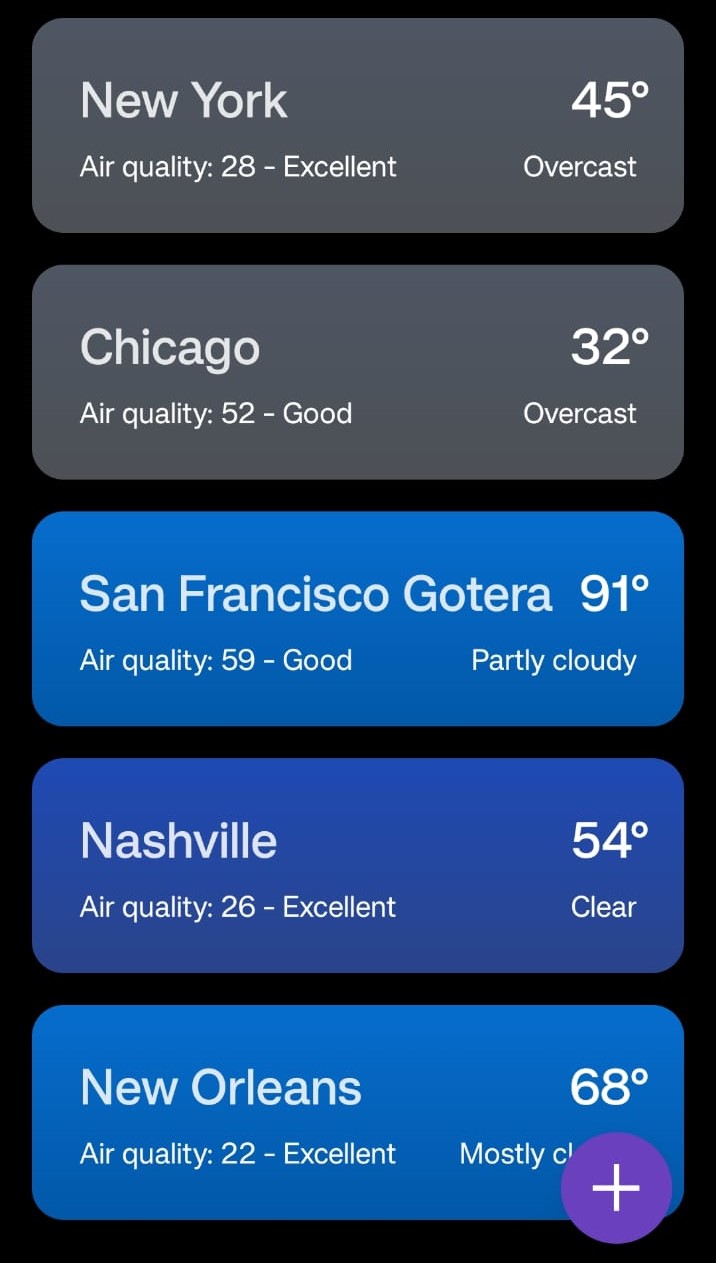 New York 45°
Air quality: 28 - Excellent Overcast
Chicago 32°
Air quality: 52 - Good Overcast
San Francisco Gotera 91°
Air quality: 59 - Good Partly cloudy
Nashville 54°
Air quality: 26 - Excellent Clear
New Orleans 68°
Air quality: 22 - Excellent Mostly